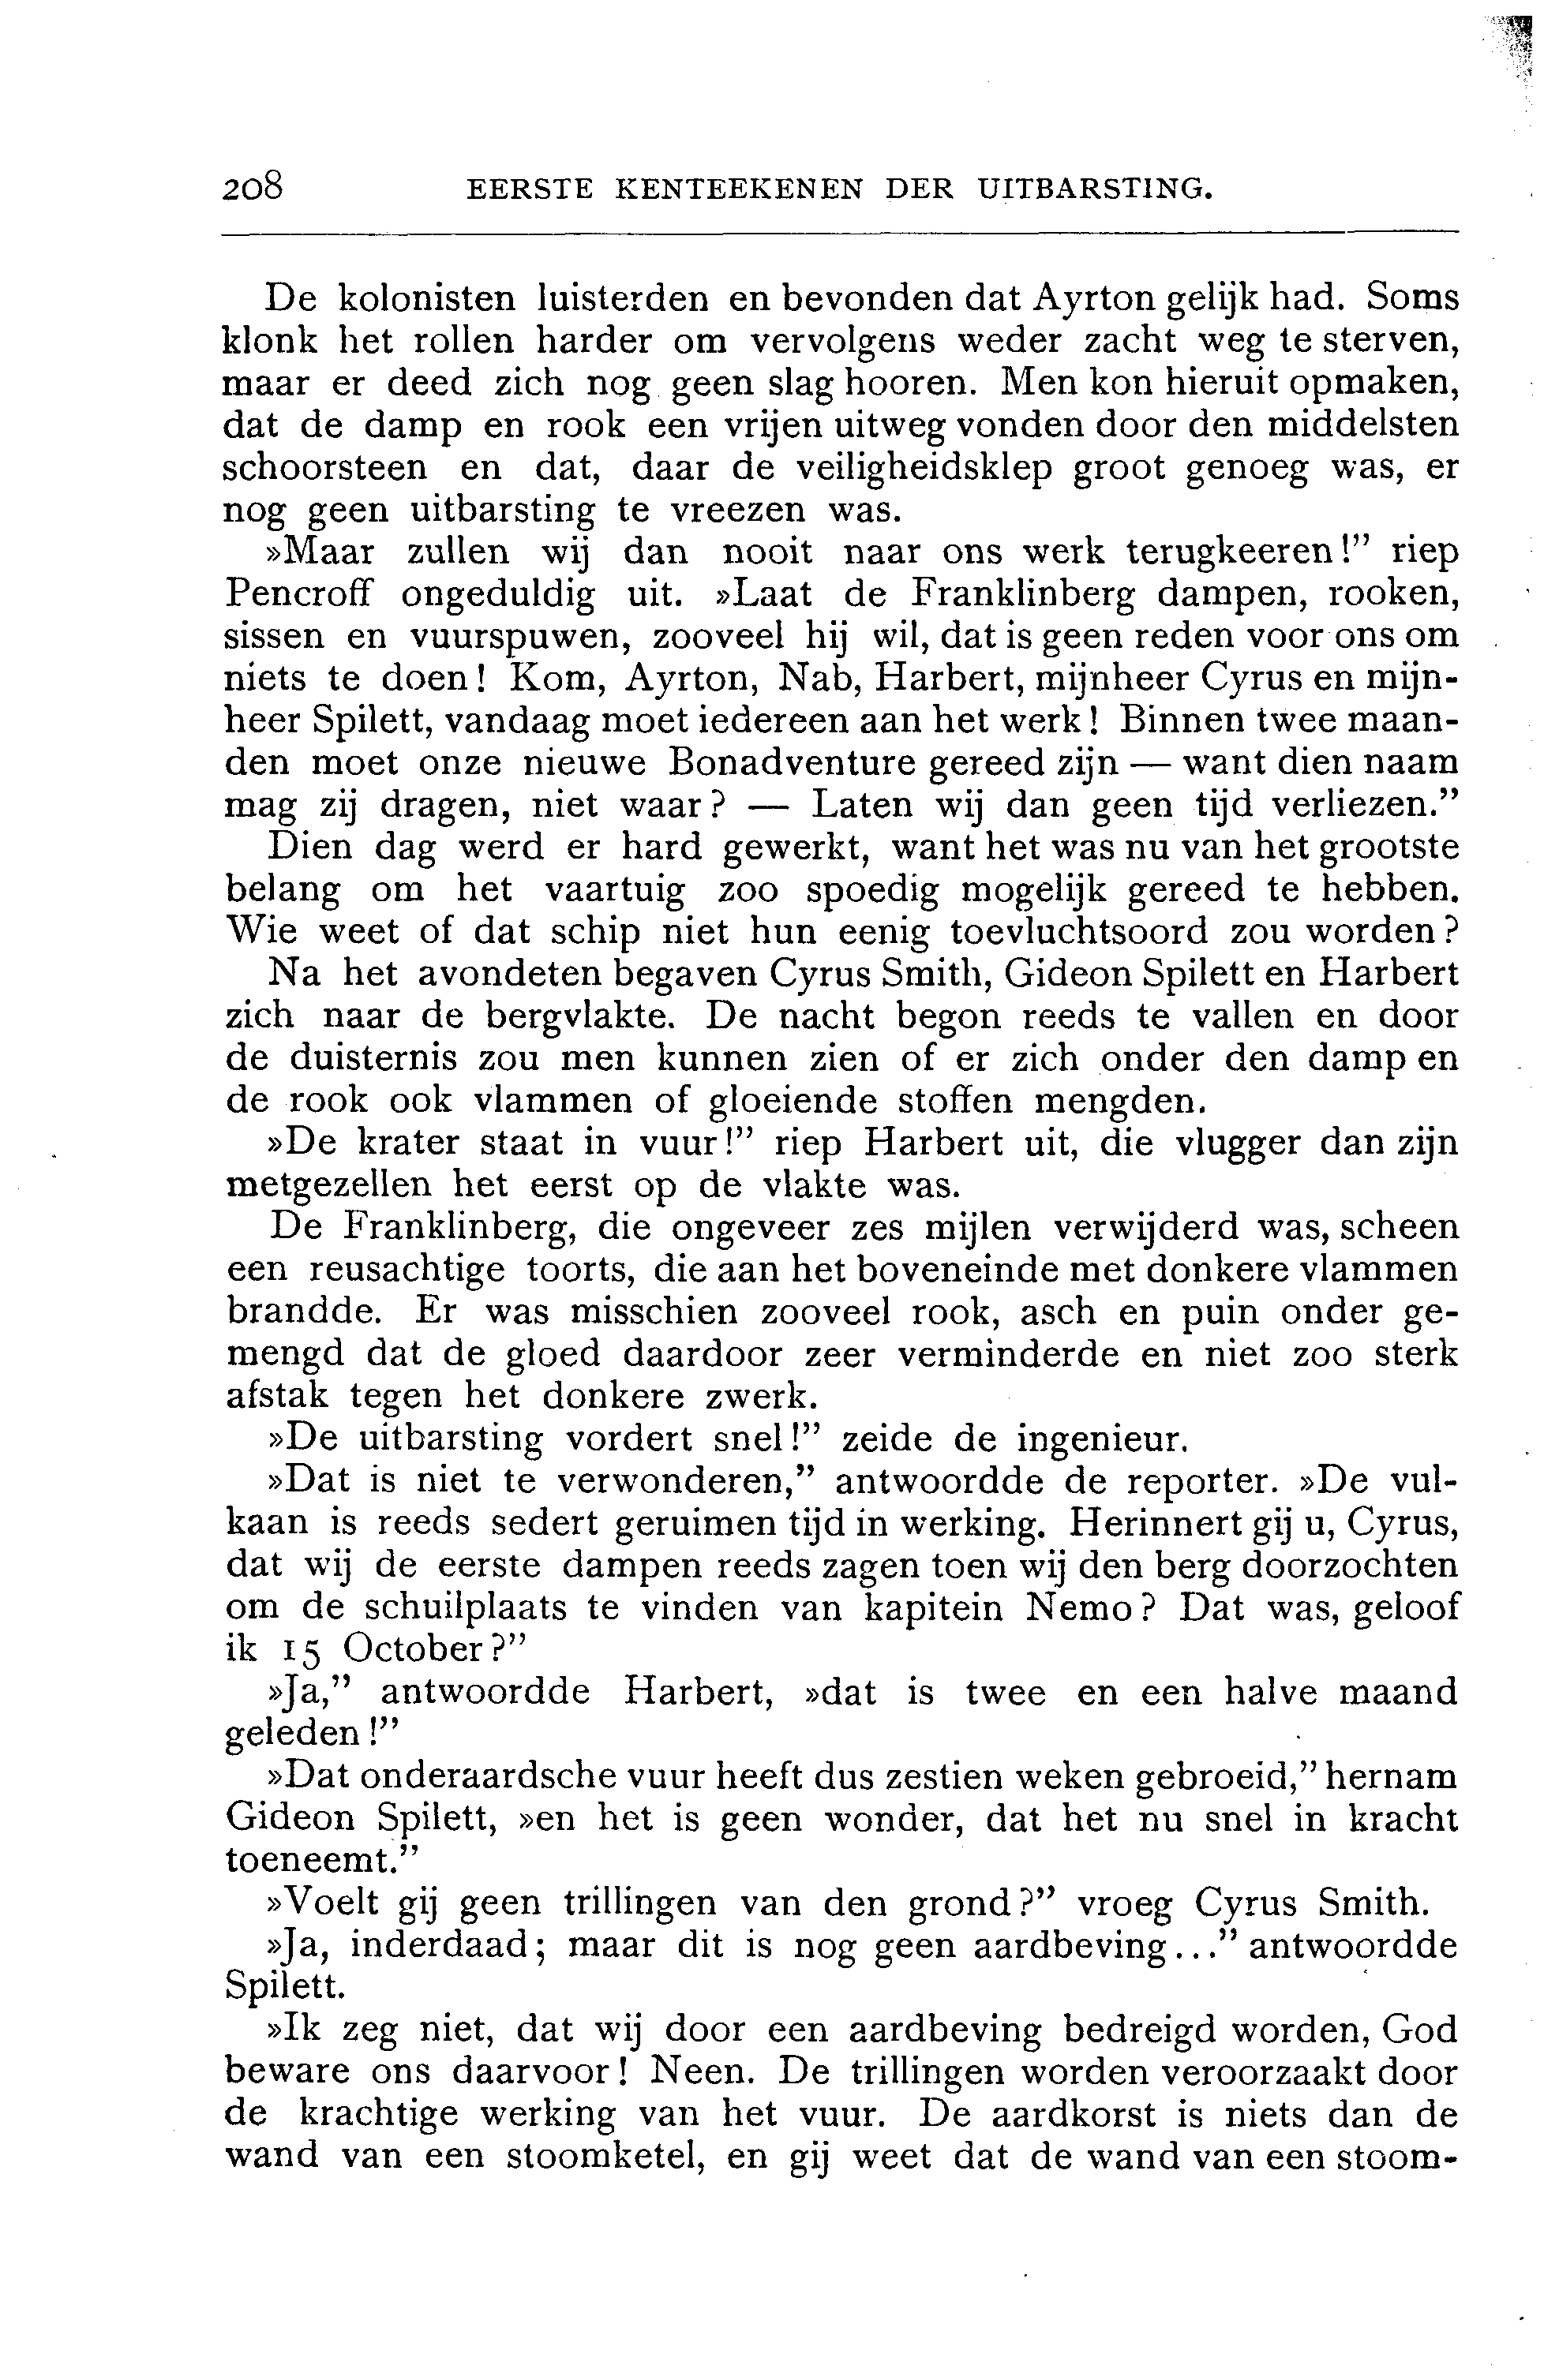 208 EERSTE KENTEEKENEN DER UITBARSTING.
De kolonisten luisterden en bevonden dat Ayrton gelijk had. Soms
klonk het rollen harder om vervolgens weder zacht weg te sterven,
maar er deed zich nog geen slag hooren. Men kon hieruit opmaken,
dat de damp en rook een vrijen uitweg vonden door den middelsten
schoorsteen en dat, daar de veiligheidsklep groot genoeg was, er
nog geen uitbarsting te vreezen was.
»Maar zullen wij dan nooit naar ons werk terugkeeren!” riep
Pencroff ongeduldig uit. »Laat de Franklinberg dampen, rooken,
sissen en vuurspuwen, zooveel hij wil, dat is geen reden voor ons om
niets te doen! Kom, Ayrton, Nab, Harbert, mijnheer Cyrus en mijn-
heer Spilett, vandaag moet iedereen aan het werk! Binnen twee maan-
den moet onze nieuwe Bonadventure gereed zijn — want dien naam
mag zij dragen, niet waar? — Laten wij dan geen tijd verliezen.”
Dien dag werd er hard gewerkt, want het was nu van het grootste
belang om het vaartuig zoo spoedig mogelijk gereed te hebben.
Wie weet of dat schip niet hun eenig toevluchtsoord zou worden?
Na het avondeten begaven Cyrus Smith, Gideon Spilett en Harbert
zich naar de bergvlakte. De nacht begon reeds te vallen en door
de duisternis zou men kunnen zien of er zich onder den damp en
de rook ook vlammen of gloeiende stoffen mengden.
»De krater staat in vuur!” riep Harbert uit, die vlugger dan zijn
metgezellen het eerst op de vlakte was.
De Franklinberg, die ongeveer zes mijlen verwijderd was, scheen
een reusachtige toorts, die aan het boveneinde met donkere vlammen
brandde. Er was misschien zooveel rook, asch en puin onder ge-
mengd dat de gloed daardoor zeer verminderde en niet zoo sterk
afstak tegen het donkere zwerk.
»De uitbarsting vordert snel!” zeide de ingenieur.
»Dat is niet te verwonderen,” antwoordde de reporter. »De vul-
kaan is reeds sedert geruimen tijd in werking. Herinnert gij u, Cyrus,
dat wij de eerste dampen reeds zagen toen wij den berg doorzochten
om de schuilplaats te vinden van kapitein Nemo? Dat was, geloof
ik 15 October?”
»Ja,” antwoordde Harbert, »dat is twee en een halve maand
geleden!”
»Dat onderaardsche vuur heeft dus zestien weken gebroeid,” hernam
Gideon Spilett, »en het is geen wonder, dat het nu snel in kracht
toeneemt.”
»Voelt gij geen trillingen van den grond?” vroeg Cyrus Smith.
»Ja, inderdaad; maar dit is nog geen aardbeving...” antwoordde
Spilett.
»Ik zeg niet, dat wij door een aardbeving bedreigd worden, God
beware ons daarvoor! Neen. De trillingen worden veroorzaakt door
de krachtige werking van het vuur. De aardkorst is niets dan de
wand van een stoomketel, en gij weet dat de wand van een stoom-